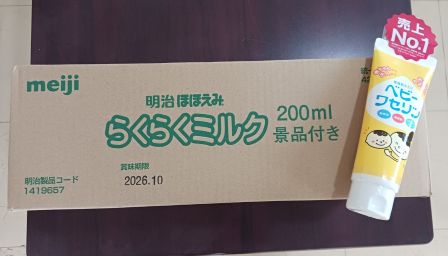 meiji
明治 ほほえみ
らくらくミルク
200ml
景品付き
賞味期限
2026.10
明治製品コード
1419657
売上
No.1
ベビー
ワセリン